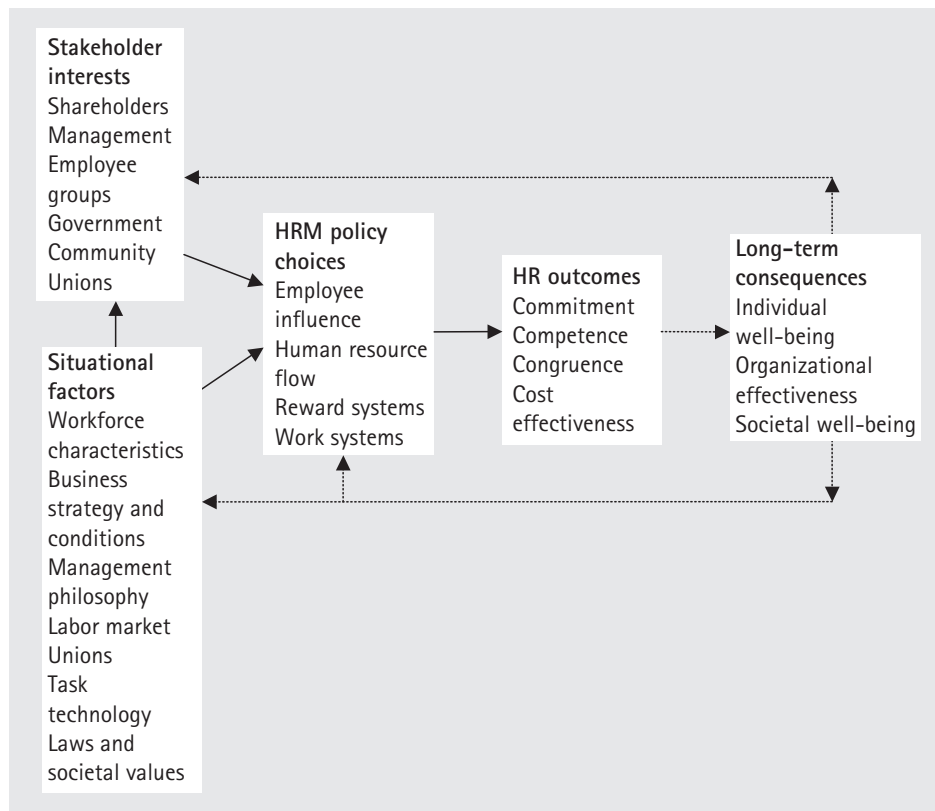 Stakeholder
interests
Shareholders
Management
Employee
groups
Government
Community
Unions
Situational
factors
Workforce
characteristics
Business
strategy and
conditions
Management
philosophy
Labor market
Unions
Task
technology
Laws and
societal values
HRM policy
choices
Employee
influence
Human resource
flow
Reward systems
Work systems
HR outcomes
Commitment
Competence
Congruence
Cost
effectiveness
Long-term
consequences
Individual
well-being
Organizational
effectiveness
Societal well-being